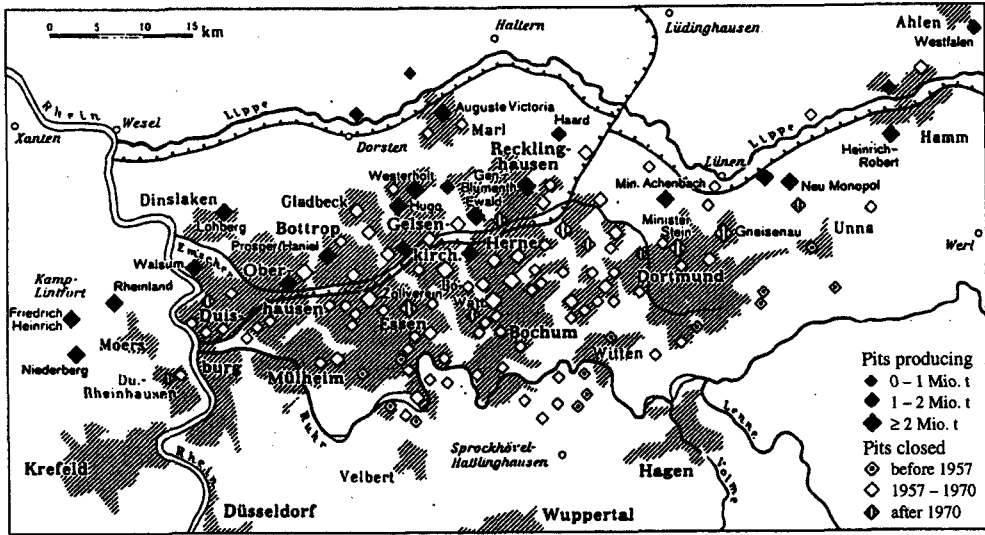 0 5 10 15 km
Haltern
Lüdinghausen
Ahlen
Westfalen
Rhein
Xanten
Wesel
Lippe
Dorsten
Auguste Victoria
Marl
Haard
Reckling-
hausen
Lünen
Lippe
Hamm
Heinrich-
Robert
Neu Monopol
Min. Achenbach
Dinslaken
Lohberg
Gladbeck
Westerholt
Hugo
Gen.
Blumenth
Ewald
Gelsen-
kirch.
Bottrop
Prosper/Haniel
Herne
Minister
Stein
Gneisenau
Unna
Werl
Emscher
Walsum
Ober-
hausen
Zollverein
Bo.
Watt.
Dortmund
Kamp-
Lintfort
Rheinland
Friedrich
Heinrich
Moers
Niederberg
Duis-
burg
Essen
Bochum
Witten
Mülheim
Du.-
Rheinhausen
Ruhr
Sprockhövel-
Haßlinghausen
Hagen
Lenne
Volme
Velbert
Krefeld
Rhein
Düsseldorf
Wuppertal
Pits producing
0 – 1 Mio. t
1 – 2 Mio. t
≥ 2 Mio. t
Pits closed
before 1957
1957 – 1970
after 1970